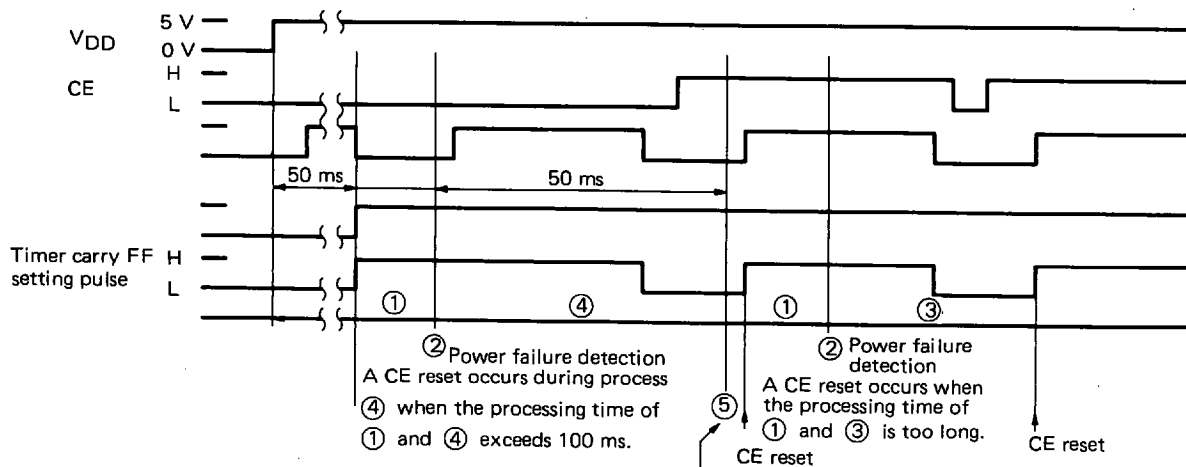 5 V
VDD
0 V
H
CE
L
50 ms
50 ms
Timer carry FF H
setting pulse
L
① ④ ① ③
② Power failure detection
A CE reset occurs during process
④ when the processing time of
① and ④ exceeds 100 ms.
⑤
② Power failure
detection
A CE reset occurs when
the processing time of
① and ③ is too long.
CE reset
CE reset